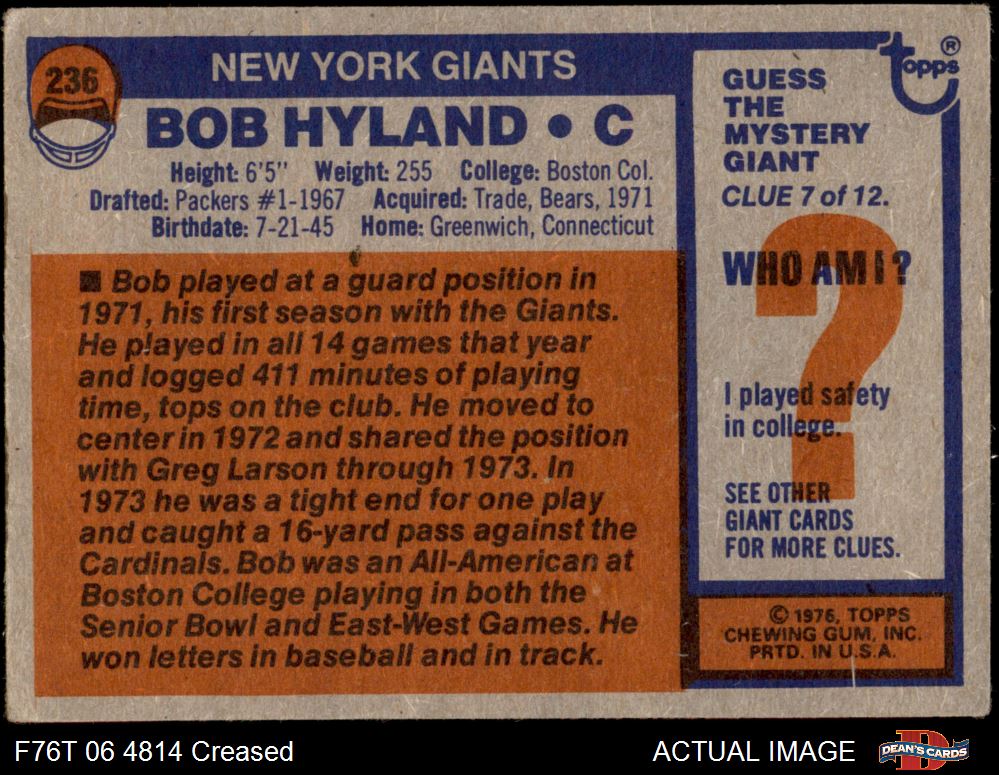 236
NEW YORK GIANTS
BOB HYLAND • C
Height: 6'5" Weight: 255 College: Boston Col.
Drafted: Packers #1-1967 Acquired: Trade, Bears, 1971
Birthdate: 7-21-45 Home: Greenwich, Connecticut
■ Bob played at a guard position in
1971, his first season with the Giants.
He played in all 14 games that year
and logged 411 minutes of playing
time, tops on the club. He moved to
center in 1972 and shared the position
with Greg Larson through 1973. In
1973 he was a tight end for one play
and caught a 16-yard pass against the
Cardinals. Bob was an All-American at
Boston College playing in both the
Senior Bowl and East-West Games. He
won letters in baseball and in track.
topps ®
GUESS
THE
MYSTERY
GIANT
CLUE 7 of 12.
WHO AM I ?
?
I played safety
in college.
SEE OTHER
GIANT CARDS
FOR MORE CLUES.
© 1976, TOPPS
CHEWING GUM, INC.
PRTD. IN U.S.A.
F76T 06 4814 Creased
ACTUAL IMAGE
D
DEAN'S CARDS